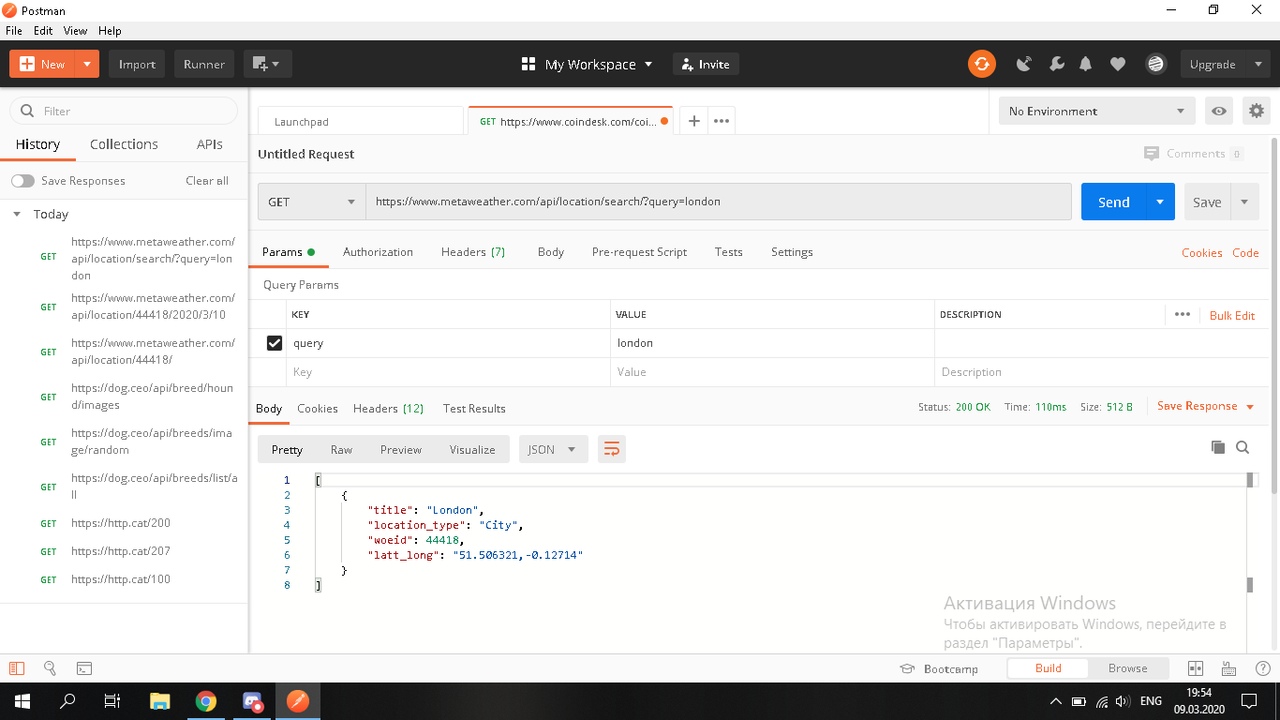 Postman
File Edit View Help
New Import Runner My Workspace Invite Upgrade
Filter
History Collections APIs
Save Responses Clear all
Today
GET https://www.metaweather.com/
api/location/search/?query=lon
don
GET https://www.metaweather.com/
api/location/44418/2020/3/10
GET https://www.metaweather.com/
api/location/44418/
GET https://dog.ceo/api/breed/houn
d/images
GET https://dog.ceo/api/breeds/ima
ge/random
GET https://dog.ceo/api/breeds/list/a
ll
GET https://http.cat/200
GET https://http.cat/207
GET https://http.cat/100
Launchpad GET https://www.coindesk.com/coi... No Environment
Untitled Request Comments 0
GET https://www.metaweather.com/api/location/search/?query=london Send Save
Params Authorization Headers (7) Body Pre-request Script Tests Settings Cookies Code
Query Params
KEY VALUE DESCRIPTION ••• Bulk Edit
query london
Key Value Description
Body Cookies Headers (12) Test Results Status: 200 OK Time: 110ms Size: 512 B Save Response
Pretty Raw Preview Visualize JSON
1 [
2 {
3 "title": "London",
4 "location_type": "City",
5 "woeid": 44418,
6 "latt_long": "51.506321,-0.12714"
7 }
8 ]
Активация Windows
Чтобы активировать Windows, перейдите в
раздел "Параметры".
Bootcamp Build Browse
ENG 19:54
09.03.2020